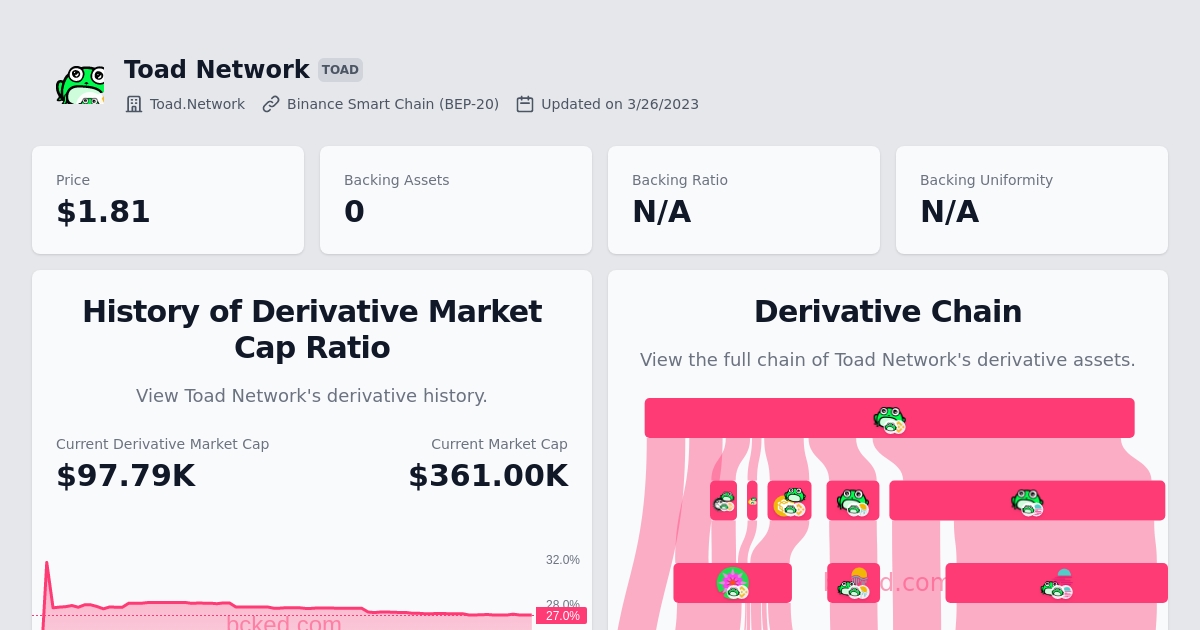 Toad Network TOAD
Toad.Network Binance Smart Chain (BEP-20) Updated on 3/26/2023
Price
$1.81
Backing Assets
0
Backing Ratio
N/A
Backing Uniformity
N/A
History of Derivative Market
Cap Ratio
View Toad Network's derivative history.
Current Derivative Market Cap
$97.79K
Current Market Cap
$361.00K
32.0%
28.0%
27.0%
bcked.com
Derivative Chain
View the full chain of Toad Network's derivative assets.